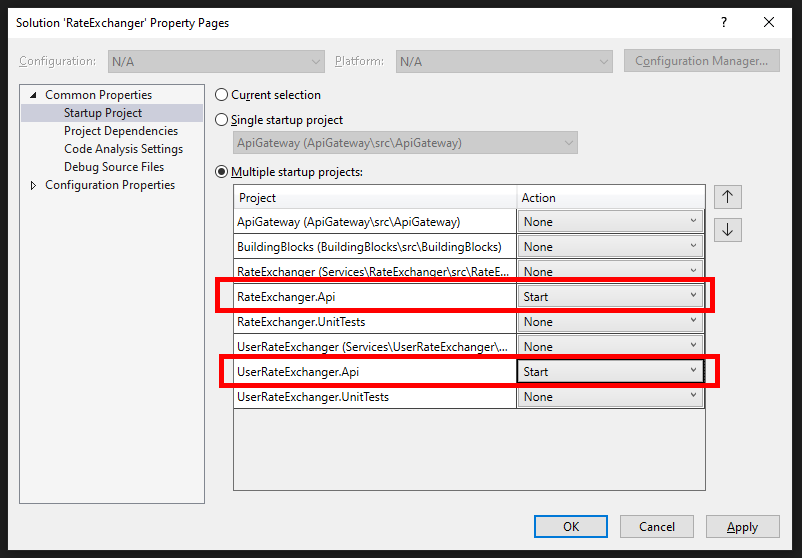 Solution 'RateExchanger' Property Pages
?
Configuration: N/A Platform: N/A Configuration Manager...
Common Properties
Startup Project
Project Dependencies
Code Analysis Settings
Debug Source Files
Configuration Properties
Current selection
Single startup project
ApiGateway (ApiGateway\src\ApiGateway)
Multiple startup projects:
Project Action
ApiGateway (ApiGateway\src\ApiGateway) None
BuildingBlocks (BuildingBlocks\src\BuildingBlocks) None
RateExchanger (Services\RateExchanger\src\RateE... None
RateExchanger.Api Start
RateExchanger.UnitTests None
UserRateExchanger (Services\UserRateExchanger\... None
UserRateExchanger.Api Start
UserRateExchanger.UnitTests None
OK Cancel Apply